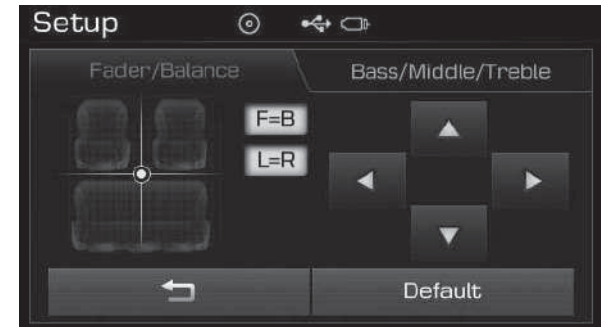 Setup
Fader/Balance
Bass/Middle/Treble
F=B
L=R
Default